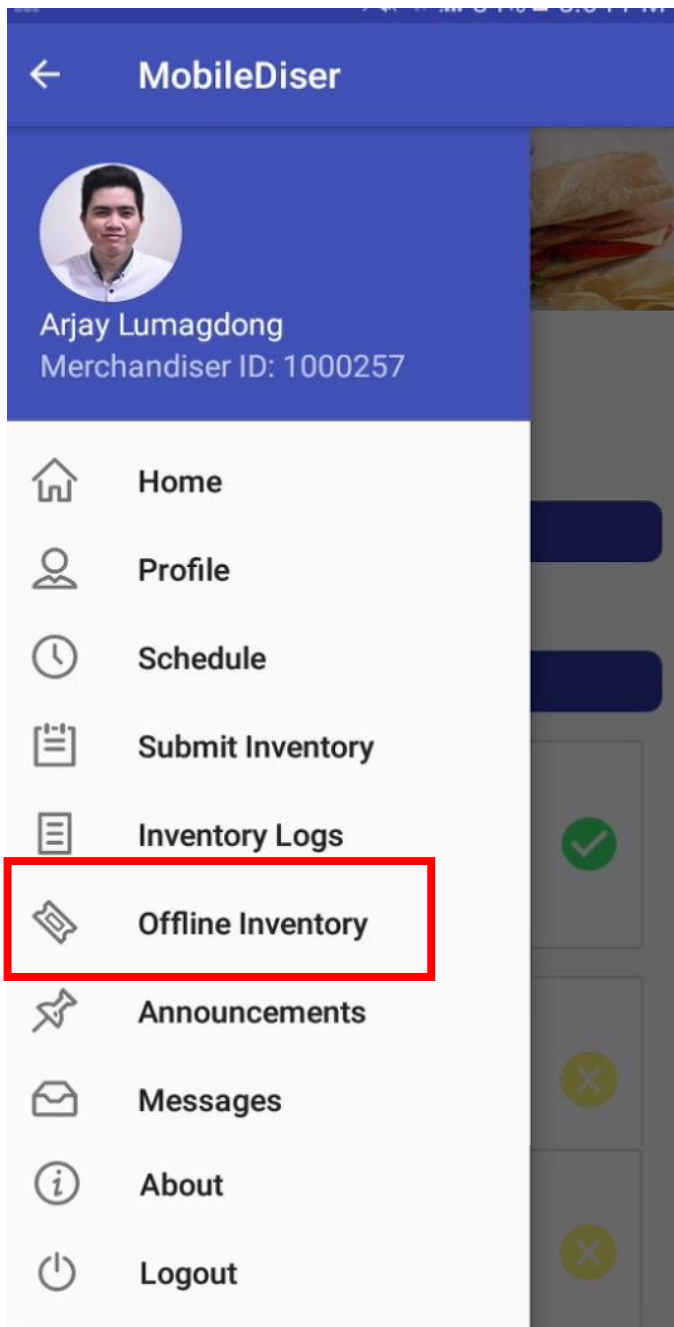 MobileDiser
Arjay Lumagdong
Merchandiser ID: 1000257
Home
Profile
Schedule
Submit Inventory
Inventory Logs
Offline Inventory
Announcements
Messages
About
Logout